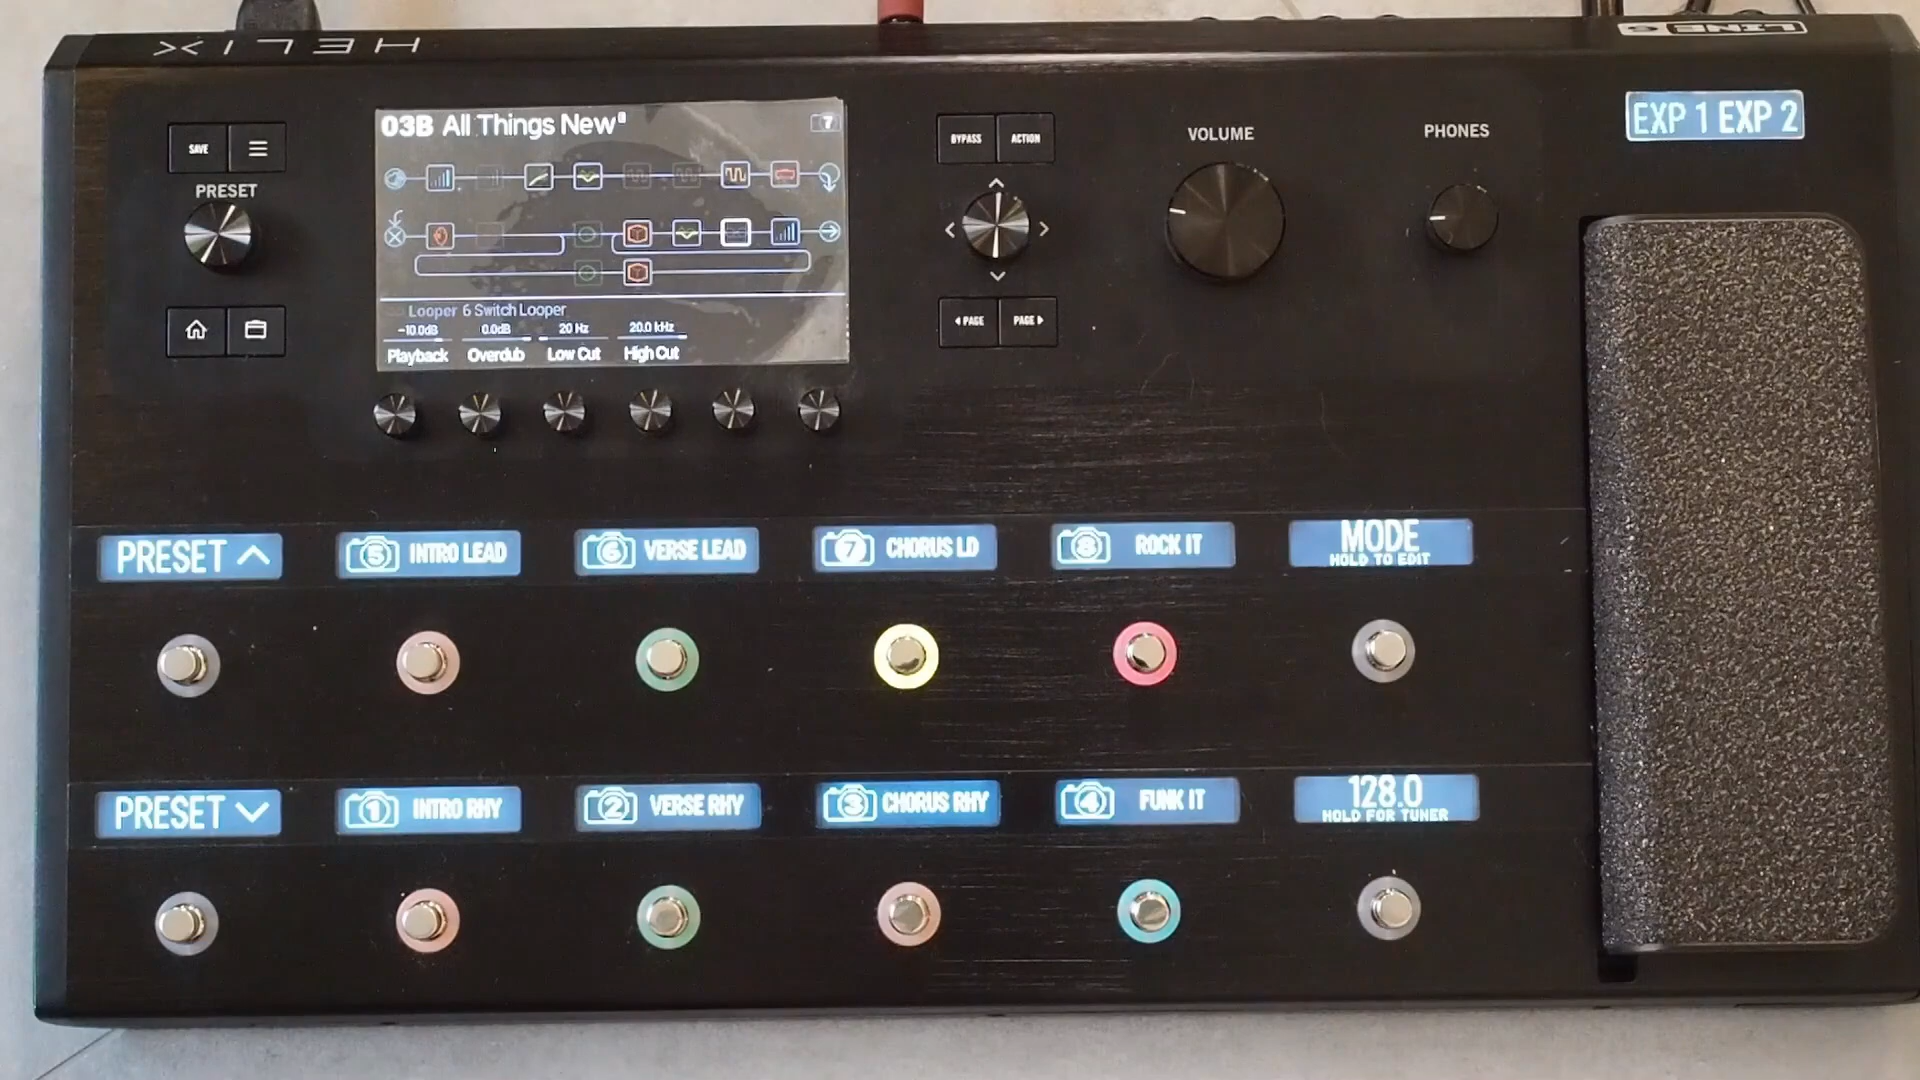 HELIX
LINE 6
SAVE
PRESET
03B All Things New
7
Looper 6 Switch Looper
-10.0dB 0.0dB 20 Hz 20.0 kHz
Playback Overdub Low Cut High Cut
BYPASS ACTION
PAGE PAGE
VOLUME
PHONES
EXP 1 EXP 2
PRESET
5 INTRO LEAD
6 VERSE LEAD
7 CHORUS LD
8 ROCK IT
MODE
HOLD TO EDIT
PRESET
1 INTRO RHY
2 VERSE RHY
3 CHORUS RHY
4 FUNK IT
128.0
HOLD FOR TUNER